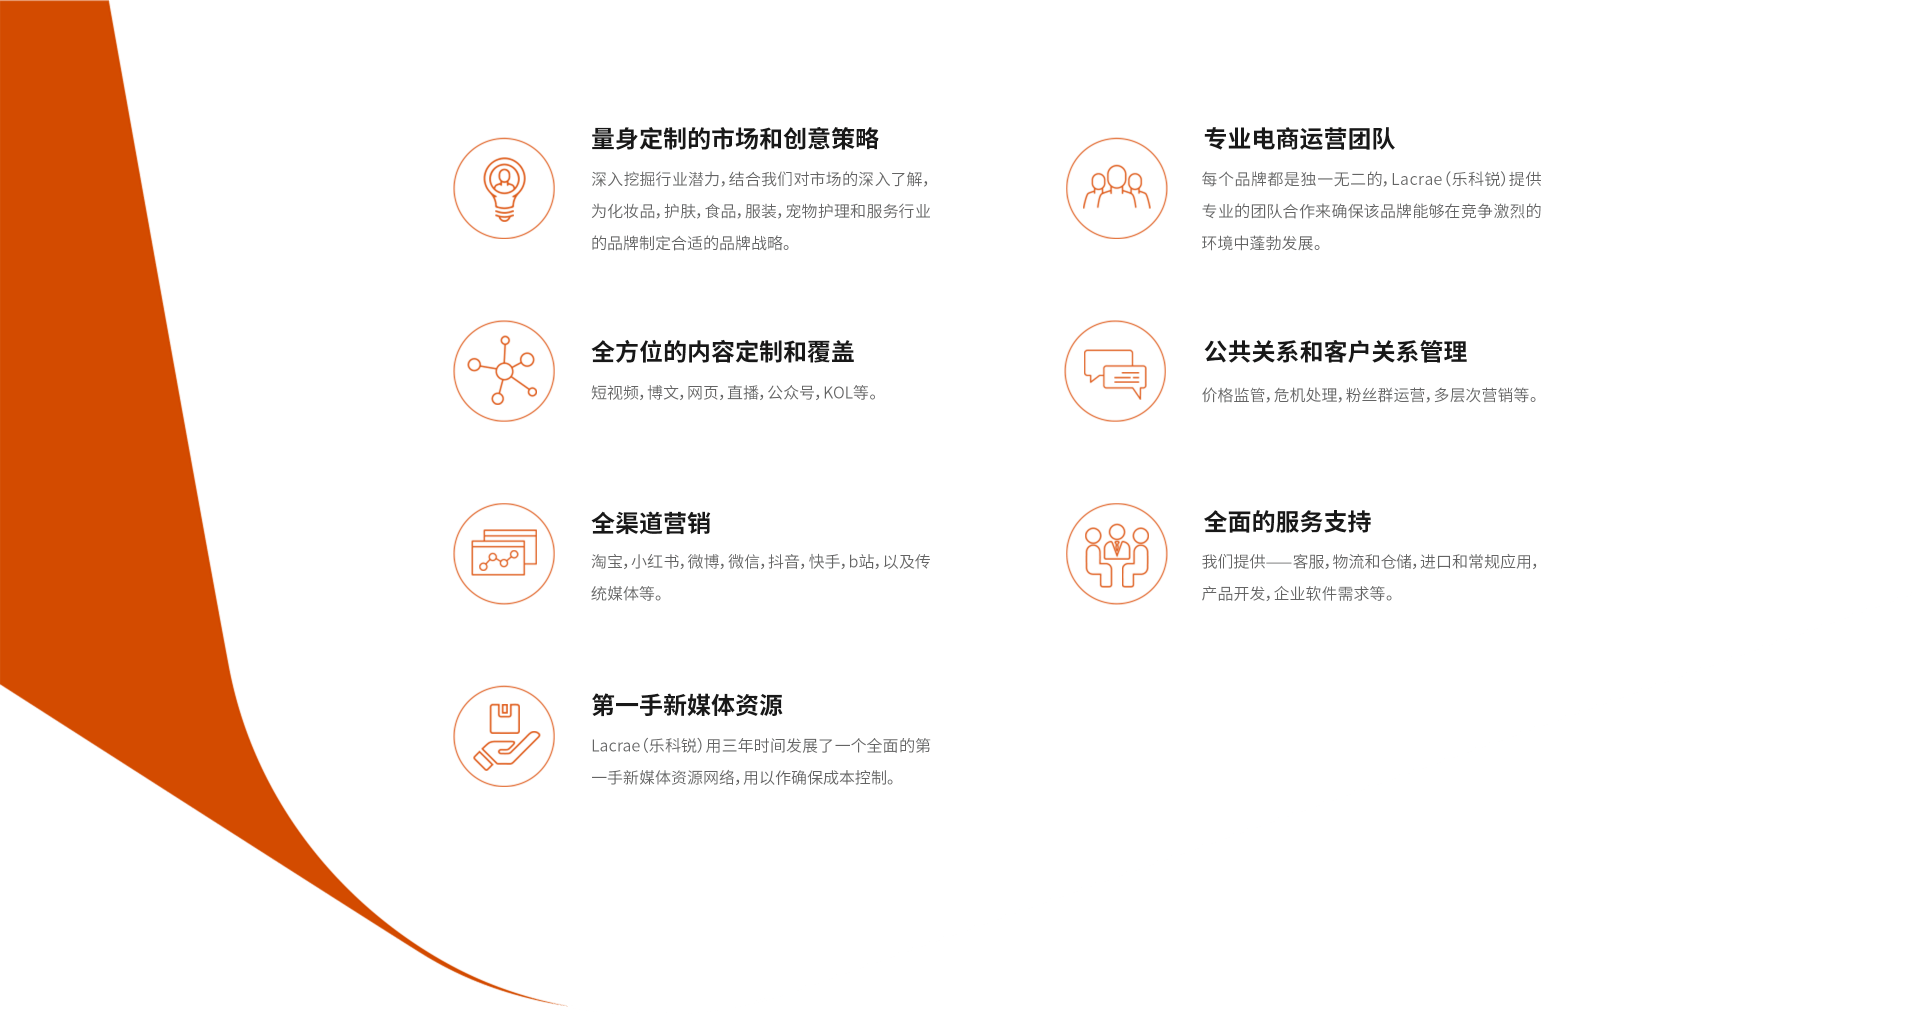 量身定制的市场和创意策略
深入挖掘行业潜力，结合我们对市场的深入了解，
为化妆品，护肤，食品，服装，宠物护理和服务行业
的品牌制定合适的品牌战略。
专业电商运营团队
每个品牌都是独一无二的，Lacrae（乐科锐）提供
专业的团队合作来确保该品牌能够在竞争激烈的
环境中蓬勃发展。
全方位的内容定制和覆盖
短视频，博文，网页，直播，公众号，KOL等。
公共关系和客户关系管理
价格监管，危机处理，粉丝群运营，多层次营销等。
全渠道营销
淘宝，小红书，微博，微信，抖音，快手，b站，以及传
统媒体等。
全面的服务支持
我们提供——客服，物流和仓储，进口和常规应用，
产品开发，企业软件需求等。
第一手新媒体资源
Lacrae（乐科锐）用三年时间发展了一个全面的第
一手新媒体资源网络，用以作确保成本控制。